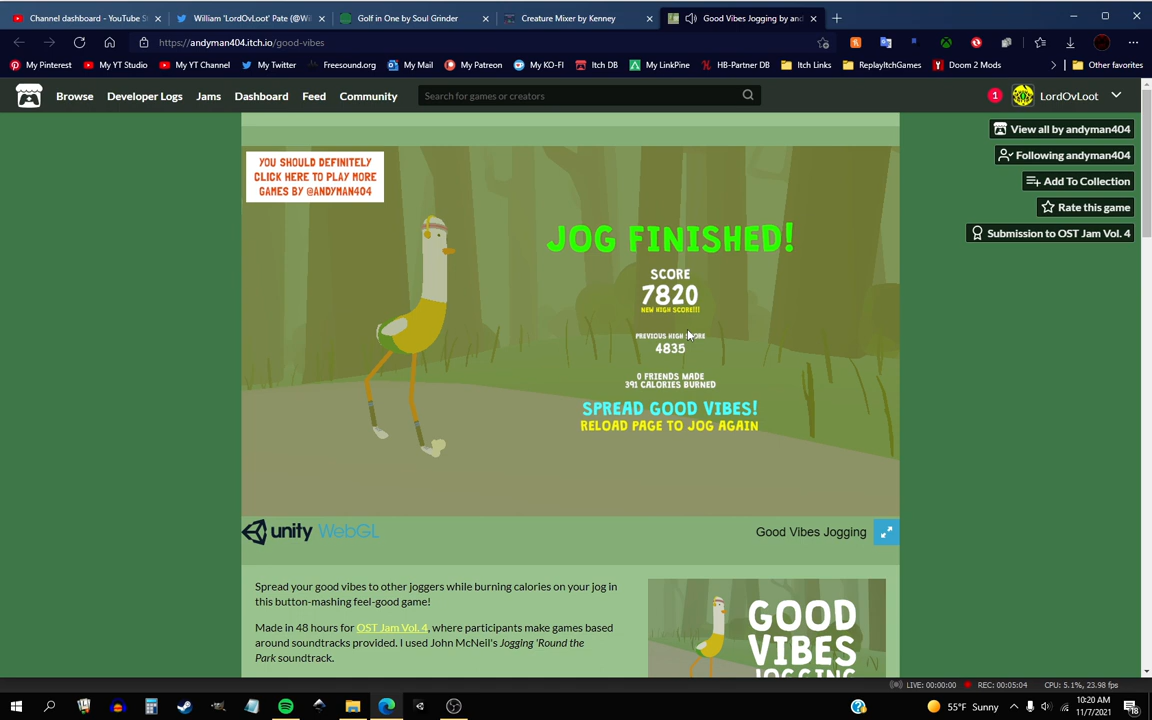 Channel dashboard - YouTube St
William 'LordOvLoot' Pate (@Wi
Golf in One by Soul Grinder
Creature Mixer by Kenney
Good Vibes Jogging by and
https://andyman404.itch.io/good-vibes
My Pinterest
My YT Studio
My YT Channel
My Twitter
Freesound.org
My Mail
My Patreon
My KO-FI
Itch DB
My LinkPine
HB-Partner DB
Itch Links
ReplayItchGames
Doom 2 Mods
Other favorites
Browse
Developer Logs
Jams
Dashboard
Feed
Community
Search for games or creators
1
LordOvLoot
View all by andyman404
Following andyman404
Add To Collection
Rate this game
Submission to OST Jam Vol. 4
YOU SHOULD DEFINITELY
CLICK HERE TO PLAY MORE
GAMES BY @ANDYMAN404
JOG FINISHED!
SCORE
7820
NEW HIGH SCORE!!!
PREVIOUS HIGH SCORE
4835
0 FRIENDS MADE
391 CALORIES BURNED
SPREAD GOOD VIBES!
RELOAD PAGE TO JOG AGAIN
unity WebGL
Good Vibes Jogging
Spread your good vibes to other joggers while burning calories on your jog in
this button-mashing feel-good game!
Made in 48 hours for OST Jam Vol. 4, where participants make games based
around soundtracks provided. I used John McNeil's Jogging 'Round the
Park soundtrack.
GOOD
VIBES
JOGGING
LIVE: 00:00:00
REC: 00:05:04
CPU: 5.1%, 23.98 fps
55°F Sunny
10:20 AM
11/7/2021
18